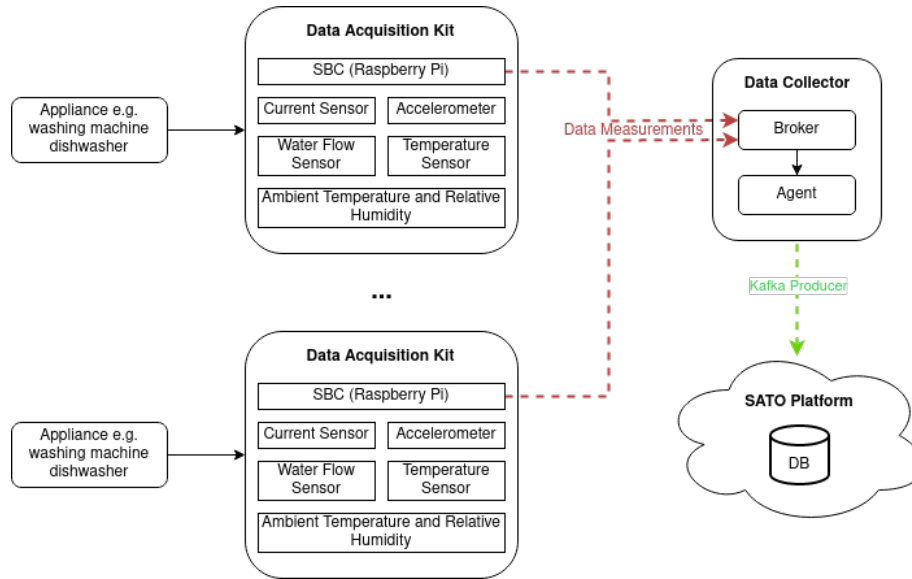 Data Acquisition Kit
SBC (Raspberry Pi)
Appliance e.g.
washing machine
dishwasher
Current Sensor
Accelerometer
Water Flow
Sensor
Temperature
Sensor
Ambient Temperature and Relative
Humidity
Data Measurements
Data Collector
Broker
Agent
Kafka Producer
...
Data Acquisition Kit
SBC (Raspberry Pi)
Appliance e.g.
washing machine
dishwasher
Current Sensor
Accelerometer
Water Flow
Sensor
Temperature
Sensor
Ambient Temperature and Relative
Humidity
SATO Platform
DB